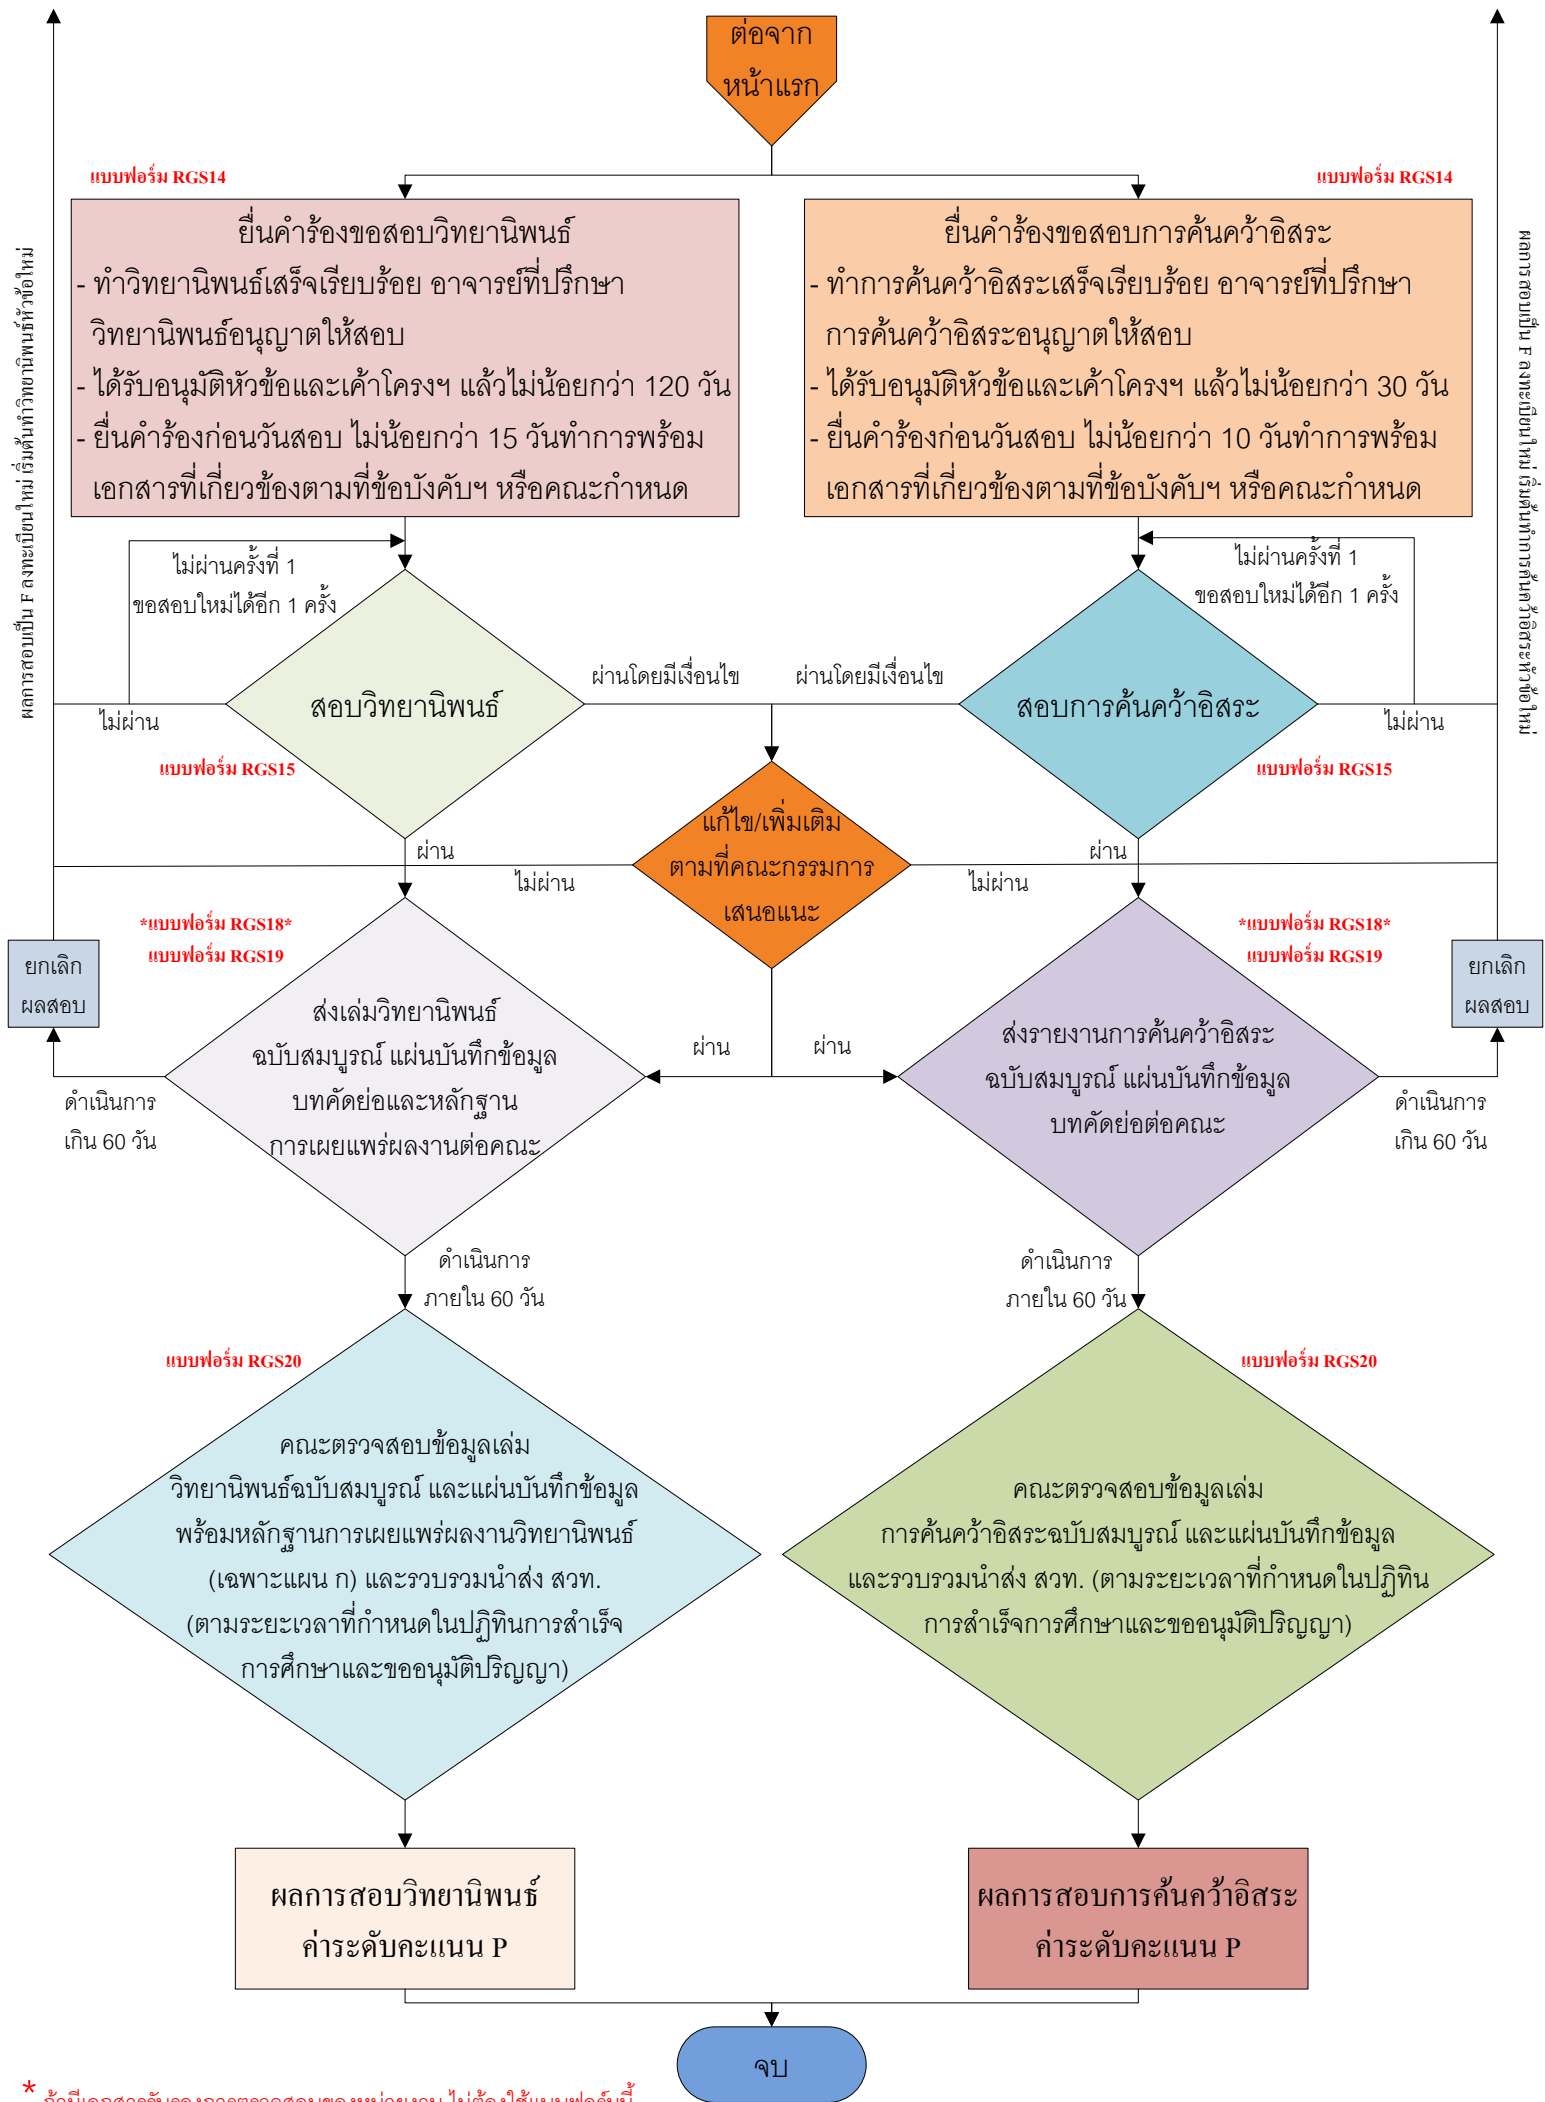 ต่อจาก
หน้าแรก
แบบฟอร์ม RGS14
แบบฟอร์ม RGS14
ยื่นคำร้องขอสอบวิทยานิพนธ์
- ทำวิทยานิพนธ์เสร็จเรียบร้อย อาจารย์ที่ปรึกษา
วิทยานิพนธ์อนุญาตให้สอบ
- ได้รับอนุมัติหัวข้อและเค้าโครงฯ แล้วไม่น้อยกว่า 120 วัน
- ยื่นคำร้องก่อนวันสอบ ไม่น้อยกว่า 15 วันทำการพร้อม
เอกสารที่เกี่ยวข้องตามที่ข้อบังคับฯ หรือคณะกำหนด
ยื่นคำร้องขอสอบการค้นคว้าอิสระ
- ทำการค้นคว้าอิสระเสร็จเรียบร้อย อาจารย์ที่ปรึกษา
การค้นคว้าอิสระอนุญาตให้สอบ
- ได้รับอนุมัติหัวข้อและเค้าโครงฯ แล้วไม่น้อยกว่า 30 วัน
- ยื่นคำร้องก่อนวันสอบ ไม่น้อยกว่า 10 วันทำการพร้อม
เอกสารที่เกี่ยวข้องตามที่ข้อบังคับฯ หรือคณะกำหนด
ผลการสอบเป็น F ลงทะเบียนใหม่ เริ่มต้นทำวิทยานิพนธ์หัวข้อใหม่
ผลการสอบเป็น F ลงทะเบียนใหม่ เริ่มต้นทำการค้นคว้าอิสระหัวข้อใหม่
ไม่ผ่านครั้งที่ 1
ขอสอบใหม่ได้อีก 1 ครั้ง
ไม่ผ่านครั้งที่ 1
ขอสอบใหม่ได้อีก 1 ครั้ง
สอบวิทยานิพนธ์
ผ่านโดยมีเงื่อนไข
ผ่านโดยมีเงื่อนไข
สอบการค้นคว้าอิสระ
ไม่ผ่าน
ไม่ผ่าน
แบบฟอร์ม RGS15
แบบฟอร์ม RGS15
แก้ไข/เพิ่มเติม
ตามที่คณะกรรมการ
เสนอแนะ
ผ่าน
ผ่าน
ไม่ผ่าน
ไม่ผ่าน
*แบบฟอร์ม RGS18*
แบบฟอร์ม RGS19
*แบบฟอร์ม RGS18*
แบบฟอร์ม RGS19
ยกเลิก
ผลสอบ
ยกเลิก
ผลสอบ
ส่งเล่มวิทยานิพนธ์
ฉบับสมบูรณ์ แผ่นบันทึกข้อมูล
บทคัดย่อและหลักฐาน
การเผยแพร่ผลงานต่อคณะ
ผ่าน
ผ่าน
ส่งรายงานการค้นคว้าอิสระ
ฉบับสมบูรณ์ แผ่นบันทึกข้อมูล
บทคัดย่อต่อคณะ
ดำเนินการ
เกิน 60 วัน
ดำเนินการ
เกิน 60 วัน
ดำเนินการ
ภายใน 60 วัน
ดำเนินการ
ภายใน 60 วัน
แบบฟอร์ม RGS20
แบบฟอร์ม RGS20
คณะตรวจสอบข้อมูลเล่ม
วิทยานิพนธ์ฉบับสมบูรณ์ และแผ่นบันทึกข้อมูล
พร้อมหลักฐานการเผยแพร่ผลงานวิทยานิพนธ์
(เฉพาะแผน ก) และรวบรวมนำส่ง สวท.
(ตามระยะเวลาที่กำหนดในปฏิทินการสำเร็จ
การศึกษาและขออนุมัติปริญญา)
คณะตรวจสอบข้อมูลเล่ม
การค้นคว้าอิสระฉบับสมบูรณ์ และแผ่นบันทึกข้อมูล
และรวบรวมนำส่ง สวท. (ตามระยะเวลาที่กำหนดในปฏิทิน
การสำเร็จการศึกษาและขออนุมัติปริญญา)
ผลการสอบวิทยานิพนธ์
ค่าระดับคะแนน P
ผลการสอบการค้นคว้าอิสระ
ค่าระดับคะแนน P
จบ
* ถ้ามีเอกสารรับรองการตรวจสอบของหน่วยงาน ไม่ต้องใช้แบบฟอร์มนี้